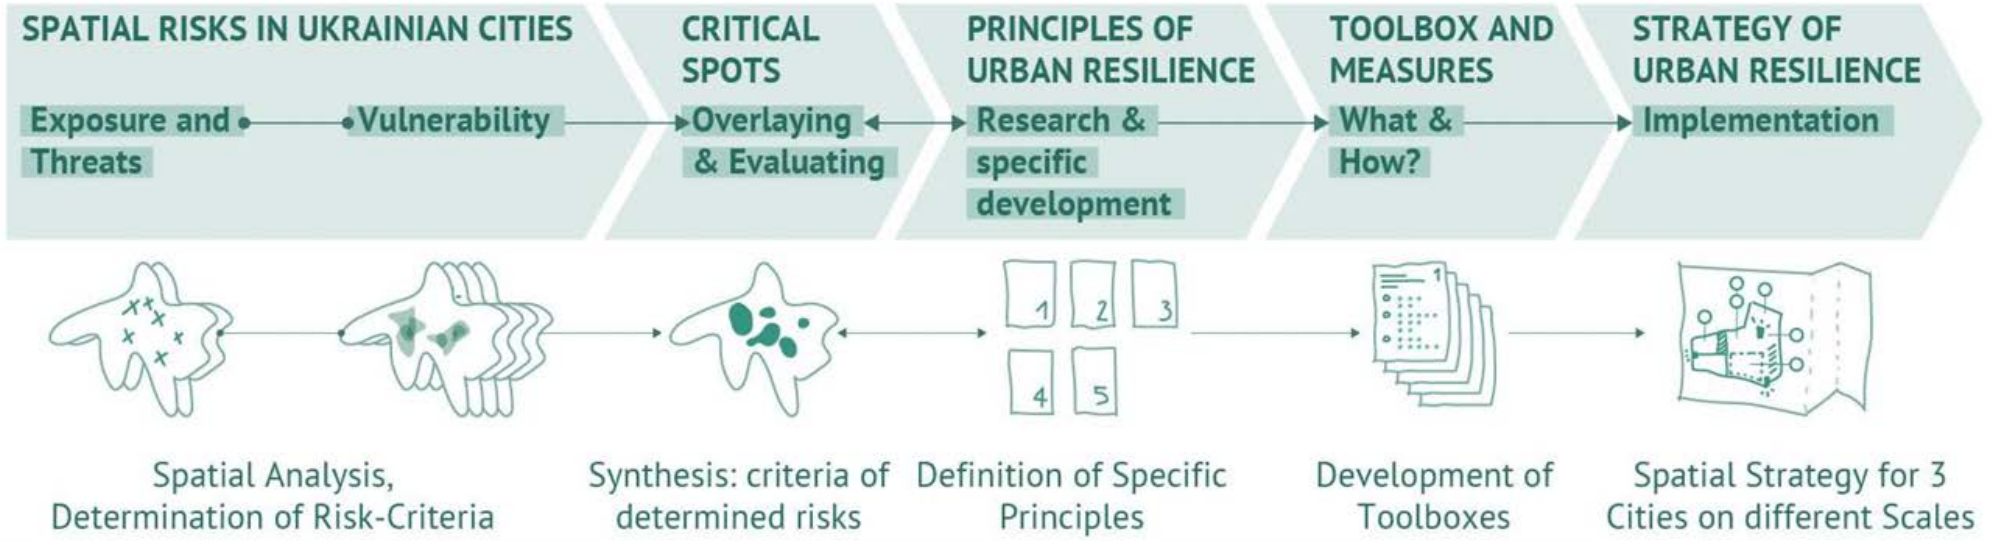 SPATIAL RISKS IN UKRAINIAN CITIES
Exposure and
Threats
Vulnerability
CRITICAL
SPOTS
Overlaying
& Evaluating
PRINCIPLES OF
URBAN RESILIENCE
Research &
specific
development
TOOLBOX AND
MEASURES
What &
How?
STRATEGY OF
URBAN RESILIENCE
Implementation
1
2
3
4
5
1
Spatial Analysis,
Determination of Risk-Criteria
Synthesis: criteria of
determined risks
Definition of Specific
Principles
Development of
Toolboxes
Spatial Strategy for 3
Cities on different Scales